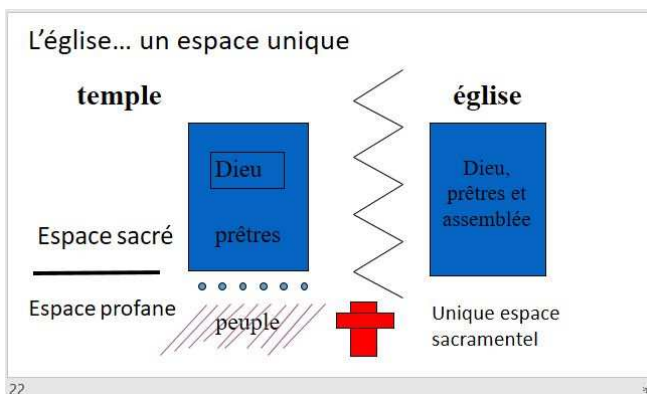 L'église… un espace unique
temple
Dieu
prêtres
Espace sacré
Espace profane
peuple
église
Dieu,
prêtres et
assemblée
Unique espace
sacramentel
22